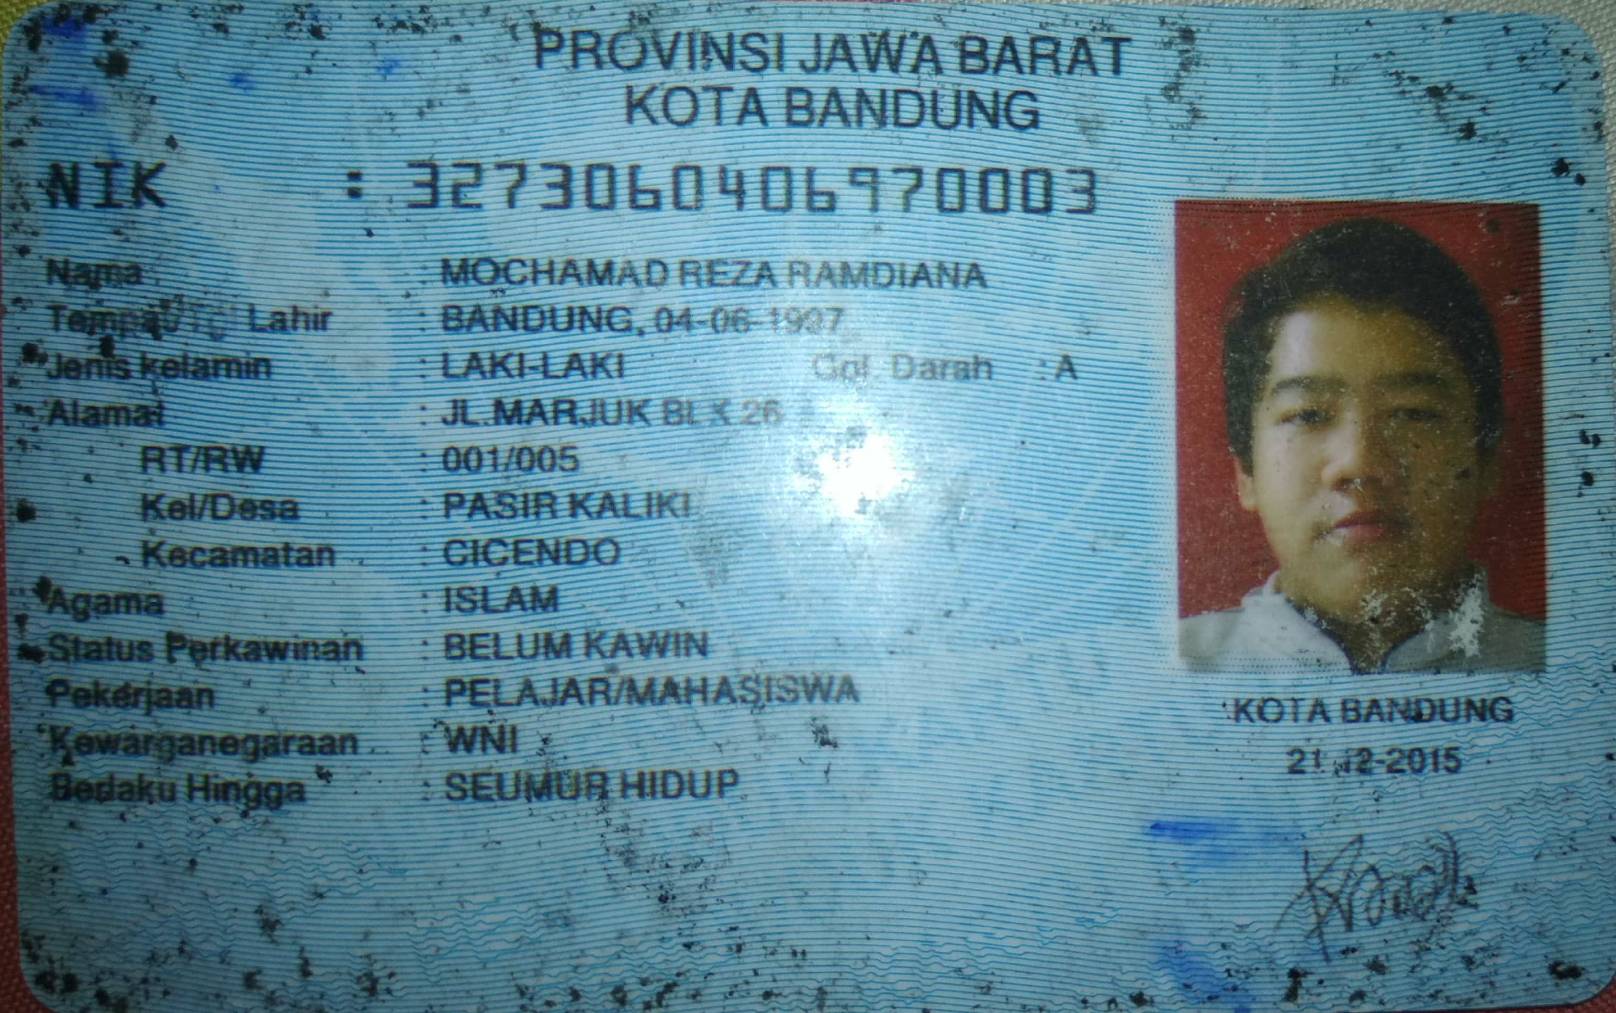 PROVINSI JAWA BARAT
KOTA BANDUNG
NIK : 3273060406970003
Nama : MOCHAMAD REZA RAMDIANA
Lahir : BANDUNG, 04-06-1997
Jenis kelamin : LAKI-LAKI Gol. Darah : A
Alamat : JL.MARJUK BLK 26
RT/RW : 001/005
Kel/Desa : PASIR KALIKI
Kecamatan : CICENDO
Agama : ISLAM
Status Perkawinan : BELUM KAWIN
Pekerjaan : PELAJAR/MAHASISWA
Kewarganegaraan : WNI
Berlaku Hingga : SEUMUR HIDUP
KOTA BANDUNG
21-12-2015